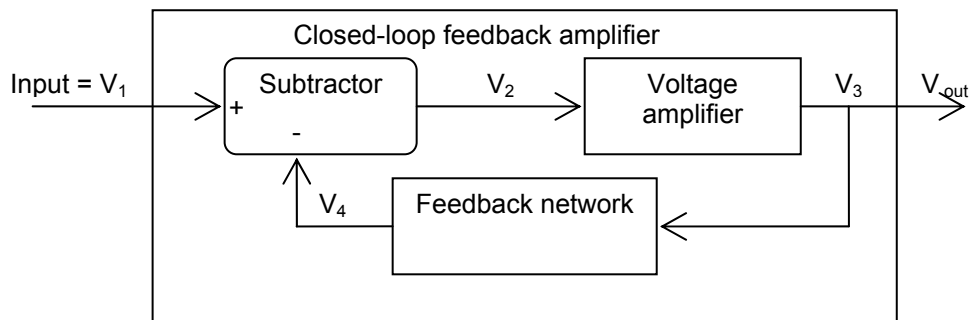 Closed-loop feedback amplifier
Input = V₁
Subtractor
+
-
V₂
Voltage
amplifier
V₃
Vₒᵤₜ
V₄
Feedback network